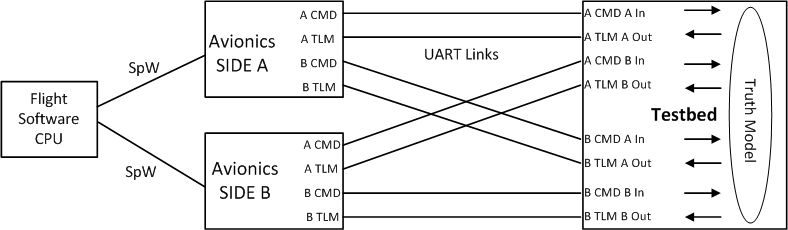 Flight
Software
CPU
SpW
SpW
Avionics
SIDE A
A CMD
A TLM
B CMD
B TLM
Avionics
SIDE B
A CMD
A TLM
B CMD
B TLM
UART Links
A CMD A In
A TLM A Out
A CMD B In
A TLM B Out
Testbed
B CMD A In
B TLM A Out
B CMD B In
B TLM B Out
Truth Model